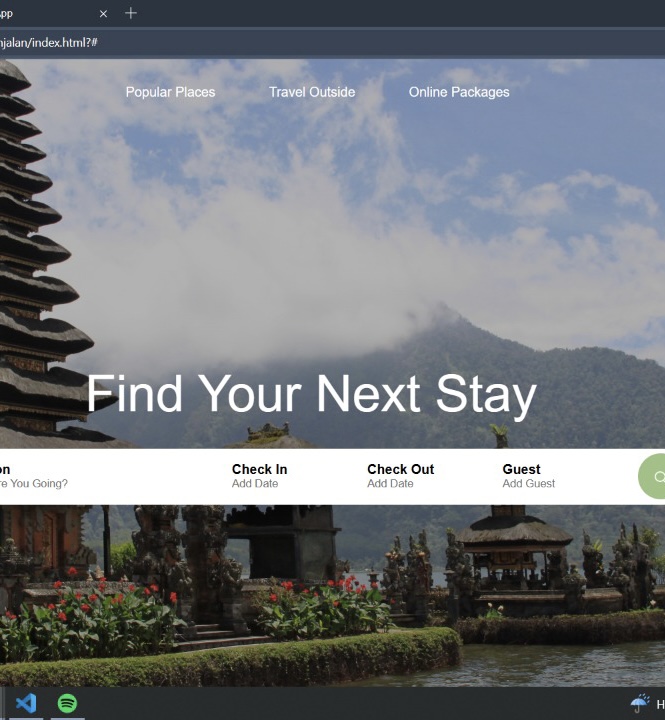 App
njalan/index.html?#
Popular Places Travel Outside Online Packages
Find Your Next Stay
on Check In Check Out Guest
re You Going? Add Date Add Date Add Guest
H